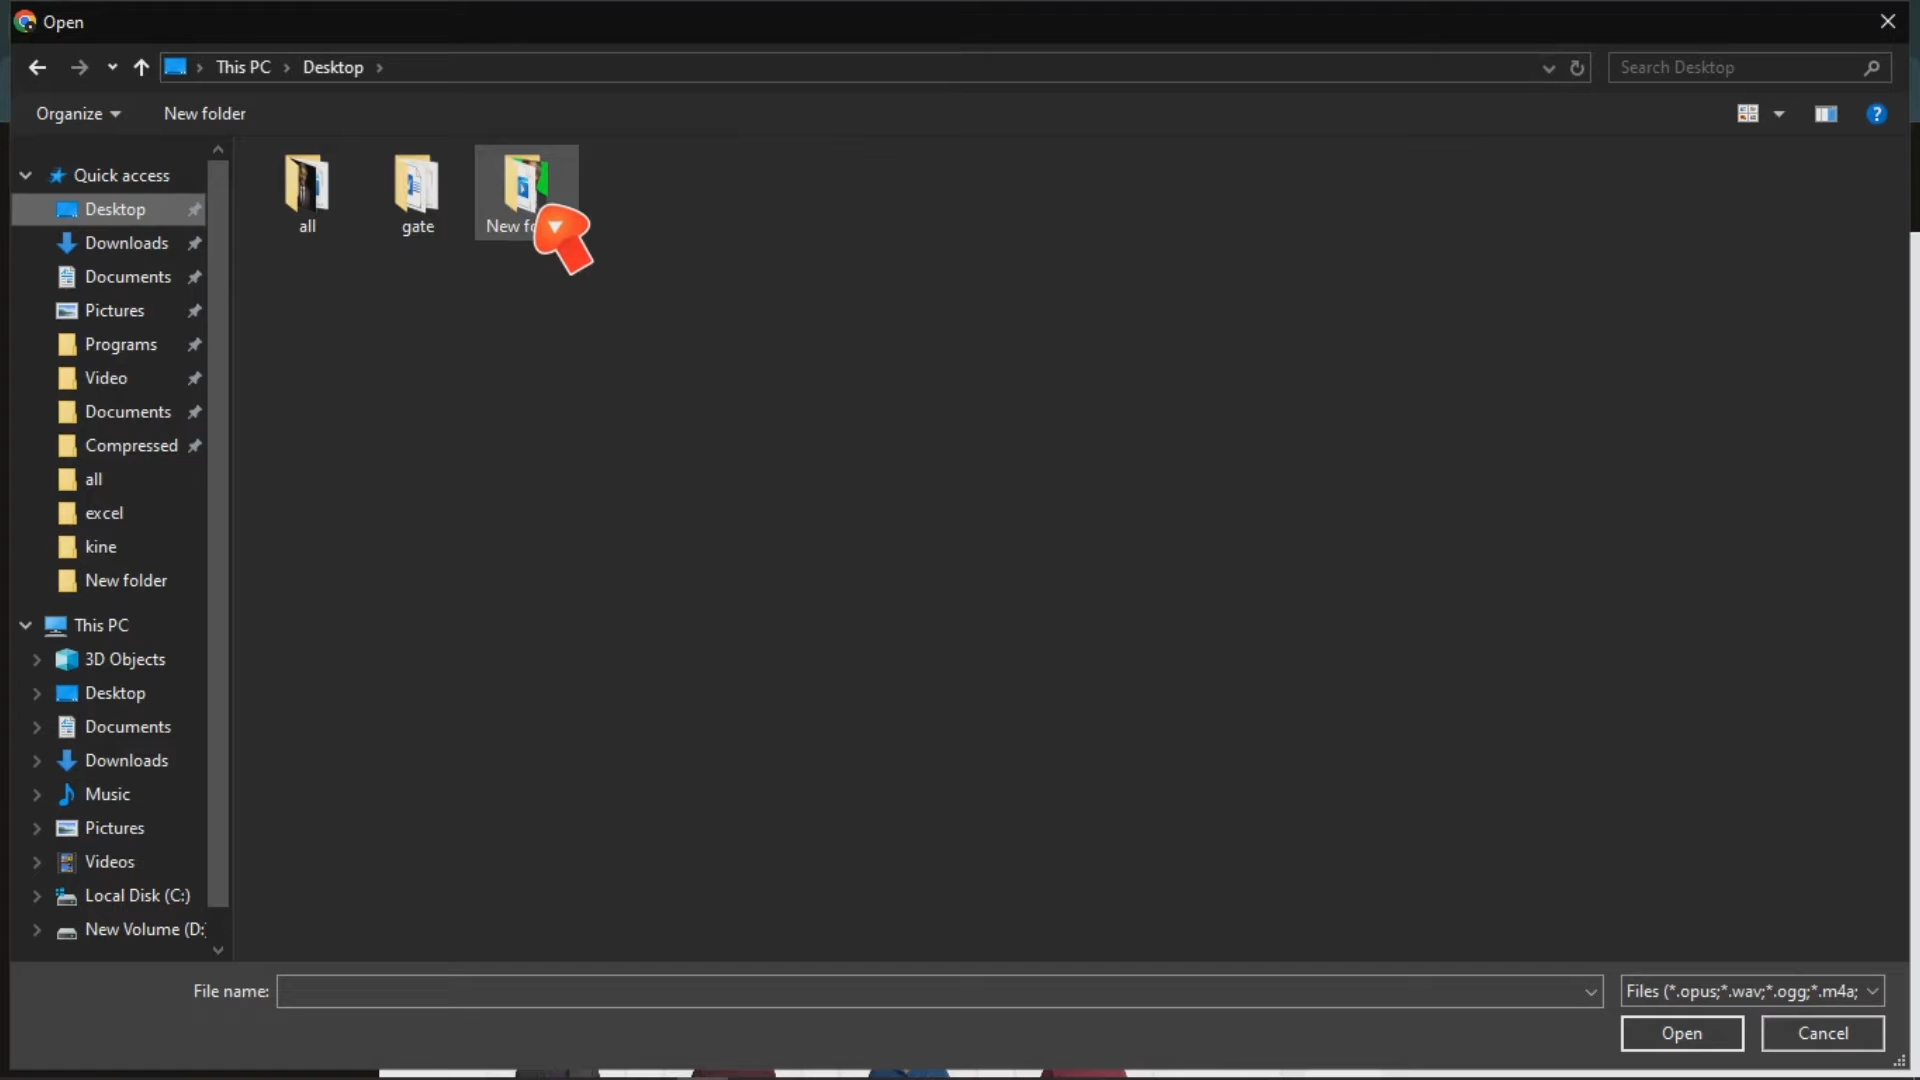 Open
This PC
Desktop
Search Desktop
Organize
New folder
?
Quick access
Desktop
Downloads
Documents
Pictures
Programs
Video
Documents
Compressed
all
excel
kine
New folder
This PC
3D Objects
Desktop
Documents
Downloads
Music
Pictures
Videos
Local Disk (C:)
New Volume (D:
all
gate
New fo
File name:
Files (*.opus;*.wav;*.ogg;*.m4a;
Open
Cancel